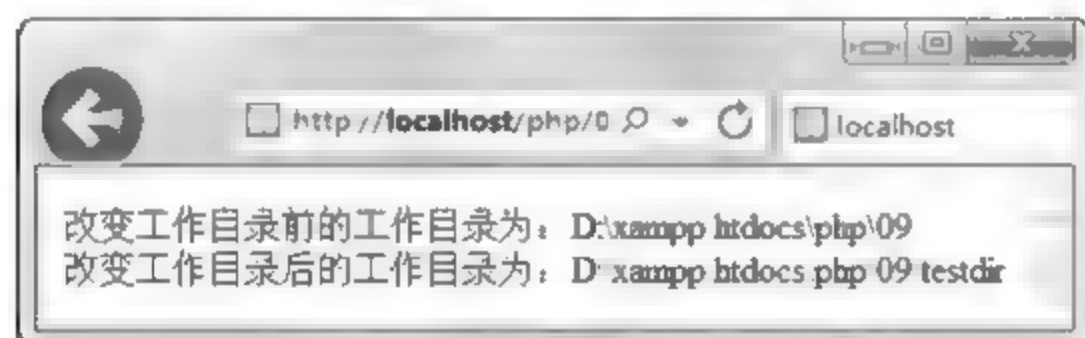 http://localhost/php/0
localhost
改变工作目录前的工作目录为：D:\xampp htdocs\php\09
改变工作目录后的工作目录为：D xampp htdocs php 09 testdir